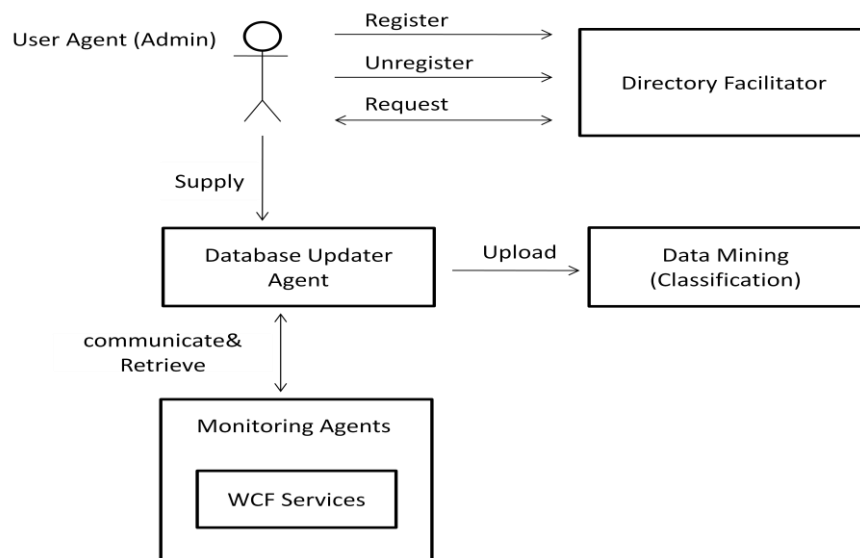 Register
User Agent (Admin)
Unregister
Directory Facilitator
Request
Supply
Database Updater
Agent
Upload
Data Mining
(Classification)
communicate&
Retrieve
Monitoring Agents
WCF Services